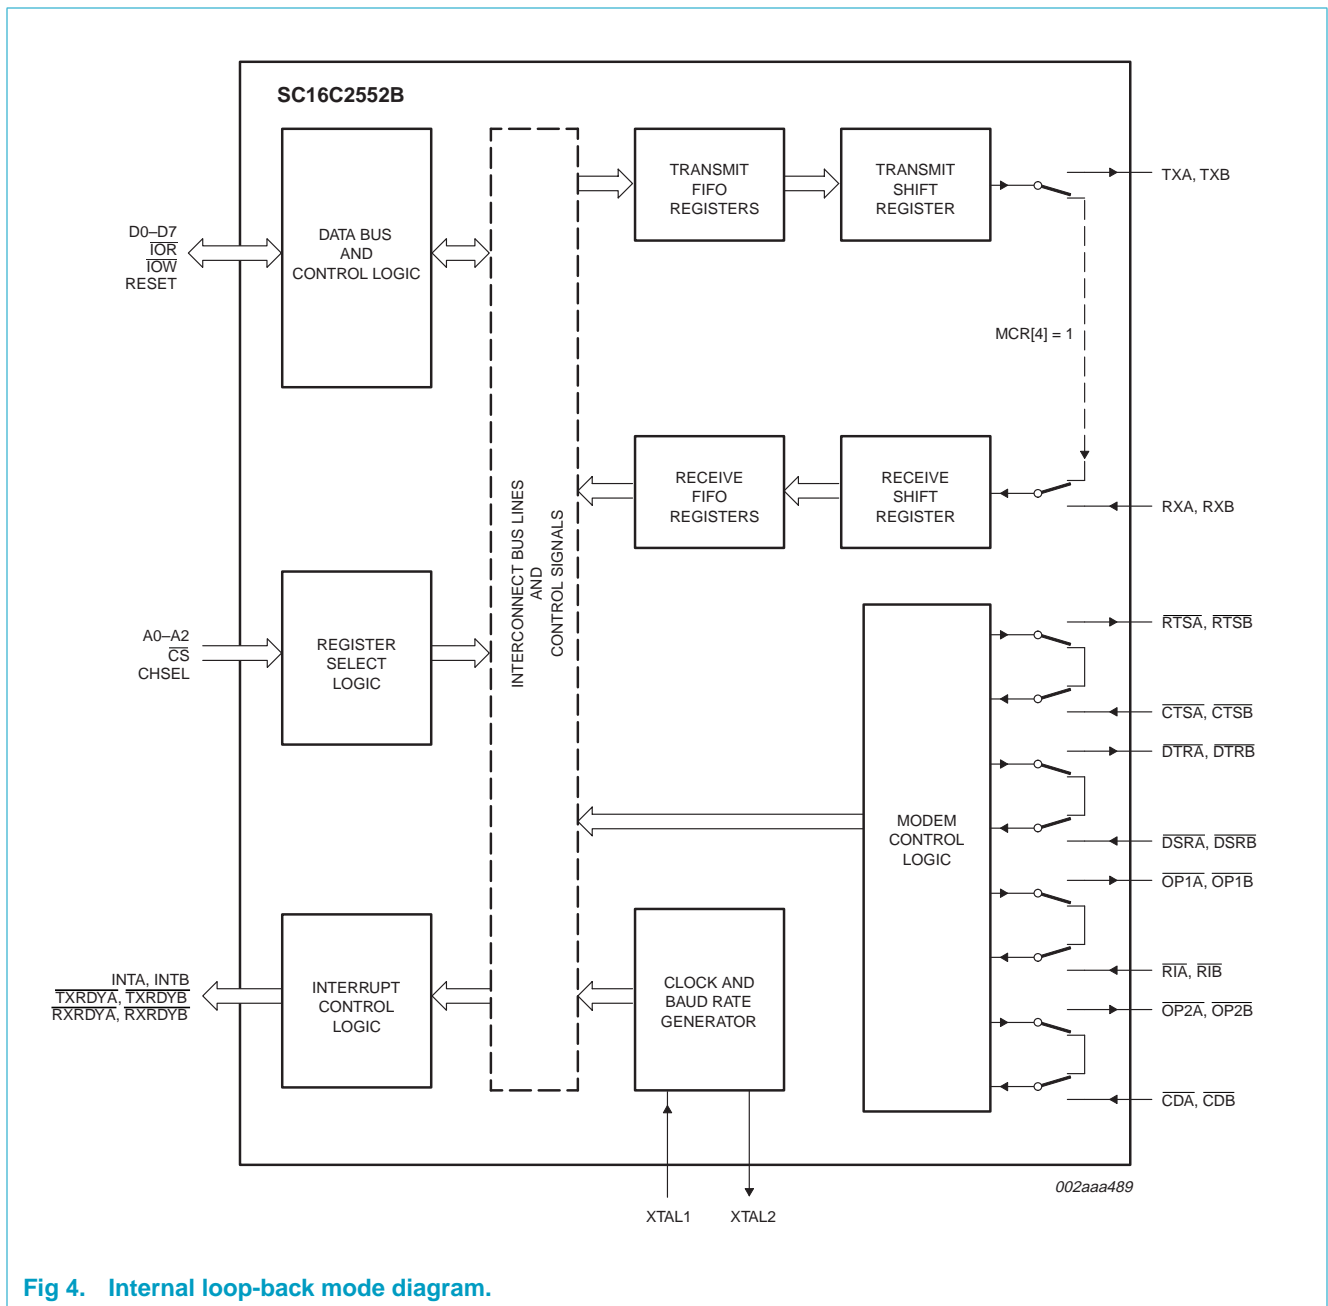 SC16C2552B
D0–D7
IOR
IOW
RESET
DATA BUS
AND
CONTROL LOGIC
TRANSMIT
FIFO
REGISTERS
TRANSMIT
SHIFT
REGISTER
TXA, TXB
MCR[4] = 1
RECEIVE
FIFO
REGISTERS
RECEIVE
SHIFT
REGISTER
RXA, RXB
INTERCONNECT BUS LINES
AND
CONTROL SIGNALS
A0–A2
CS
CHSEL
REGISTER
SELECT
LOGIC
MODEM
CONTROL
LOGIC
RTSA, RTSB
CTSA, CTSB
DTRA, DTRB
DSRA, DSRB
OP1A, OP1B
RIA, RIB
OP2A, OP2B
CDA, CDB
INTA, INTB
TXRDYA, TXRDYB
RXRDYA, RXRDYB
INTERRUPT
CONTROL
LOGIC
CLOCK AND
BAUD RATE
GENERATOR
XTAL1
XTAL2
002aaa489
Fig 4. Internal loop-back mode diagram.